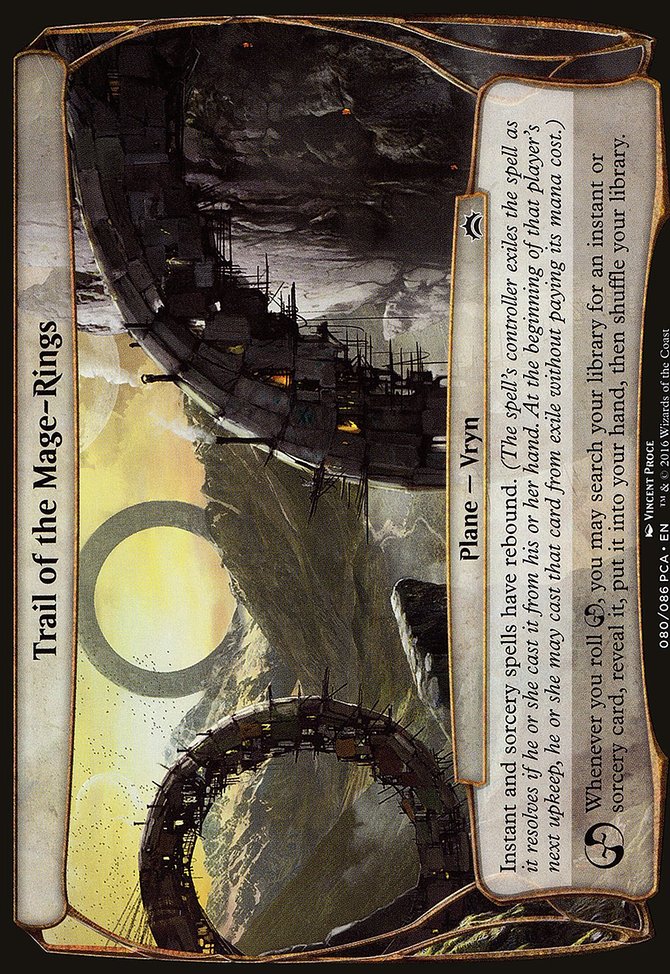 Trail of the Mage-Rings
Plane — Vryn
Instant and sorcery spells have rebound. (The spell's controller exiles the spell as
it resolves if he or she cast it from his or her hand. At the beginning of that player's
next upkeep, he or she may cast that card from exile without paying its mana cost.)
Whenever you roll , you may search your library for an instant or
sorcery card, reveal it, put it into your hand, then shuffle your library.
Vincent Proce
080/086 PCA • EN ™ & © 2016 Wizards of the Coast